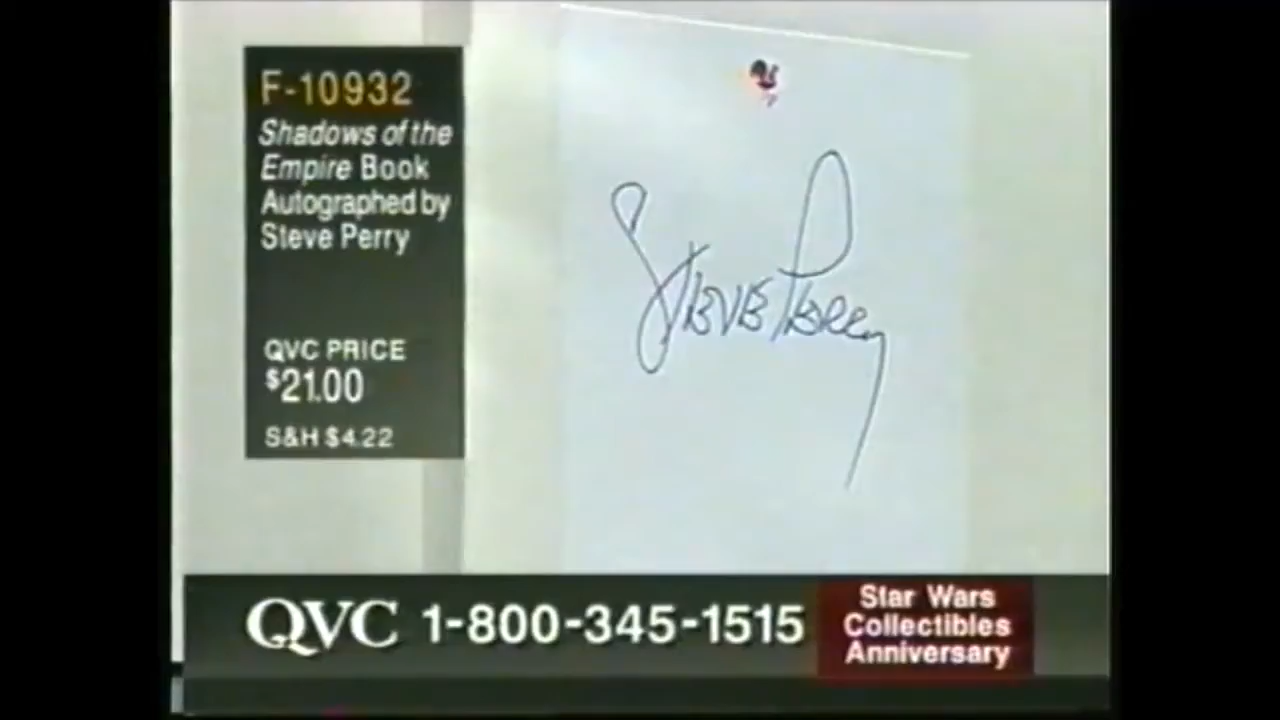 F-10932
Shadows of the
Empire Book
Autographed by
Steve Perry
QVC PRICE
$21.00
S&H $4.22
Steve Perry
QVC 1-800-345-1515
Star Wars
Collectibles
Anniversary